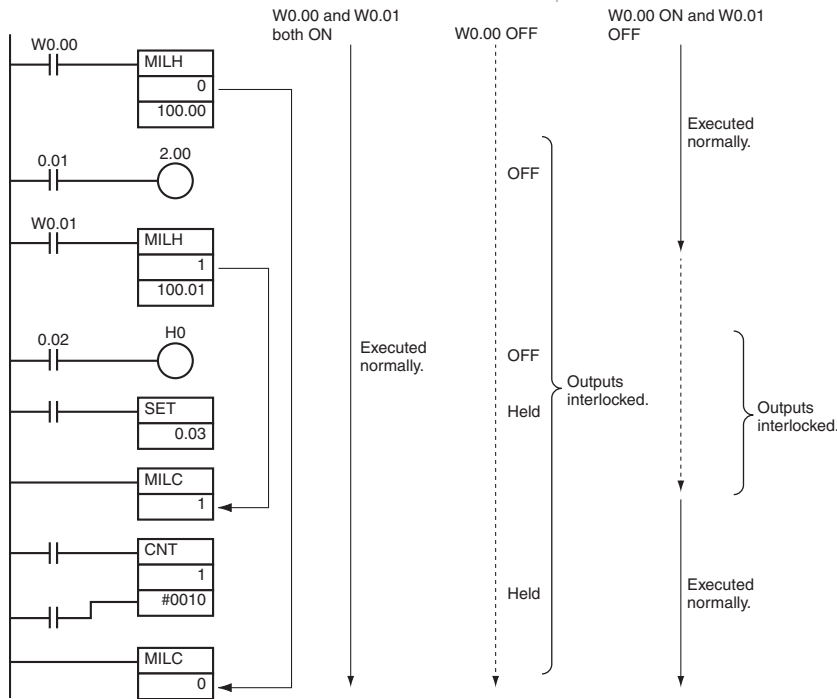 W0.00 and W0.01
both ON
W0.00 OFF
W0.00 ON and W0.01
OFF
W0.00
MILH
0
100.00
Executed
normally.
0.01
2.00
OFF
W0.01
MILH
1
100.01
0.02
H0
Executed
normally.
OFF
Outputs
interlocked.
SET
0.03
Held
Outputs
interlocked.
MILC
1
CNT
1
#0010
Held
Executed
normally.
MILC
0